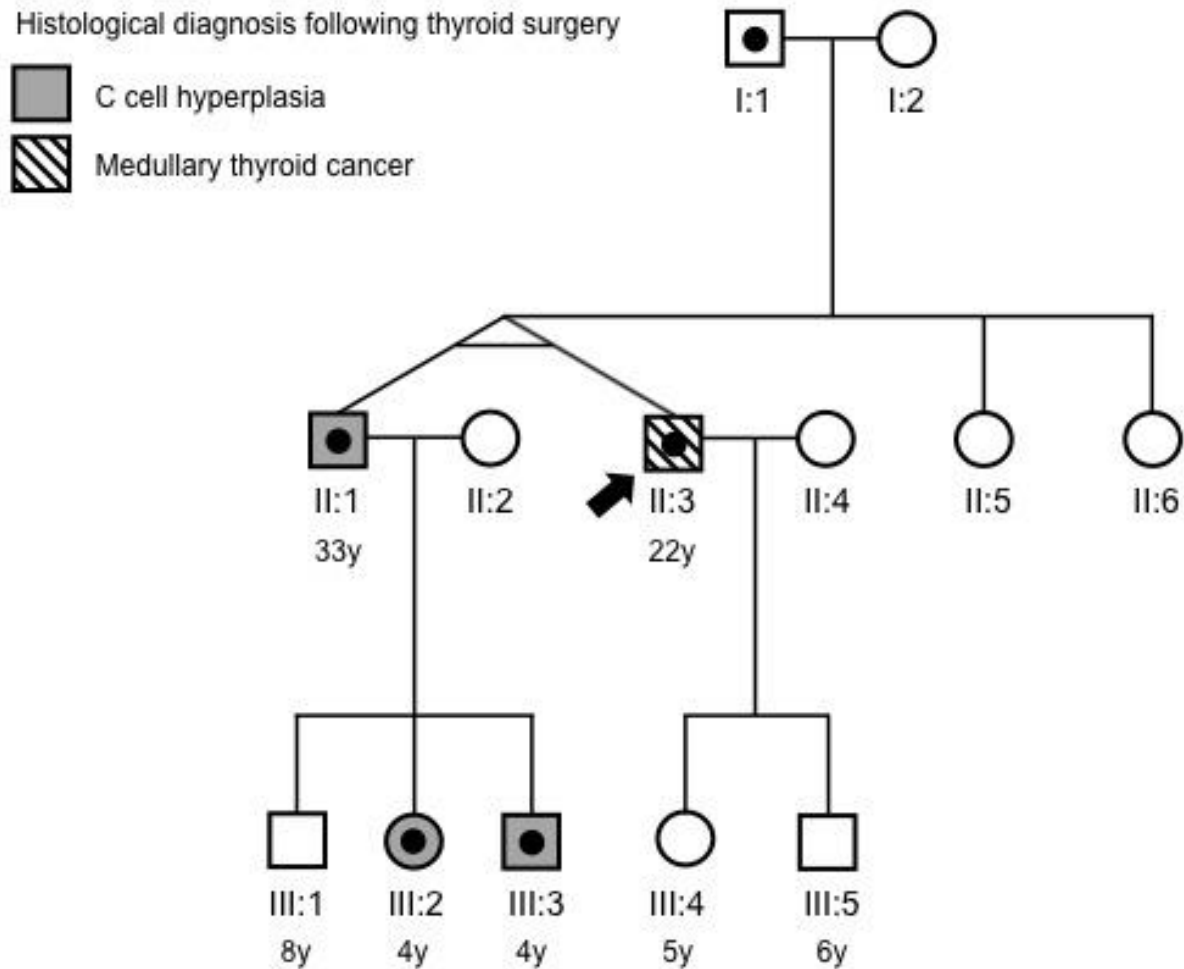 Histological diagnosis following thyroid surgery
C cell hyperplasia
Medullary thyroid cancer
I:1 I:2
II:1 II:2 II:3 II:4 II:5 II:6
33y 22y
III:1 III:2 III:3 III:4 III:5
8y 4y 4y 5y 6y